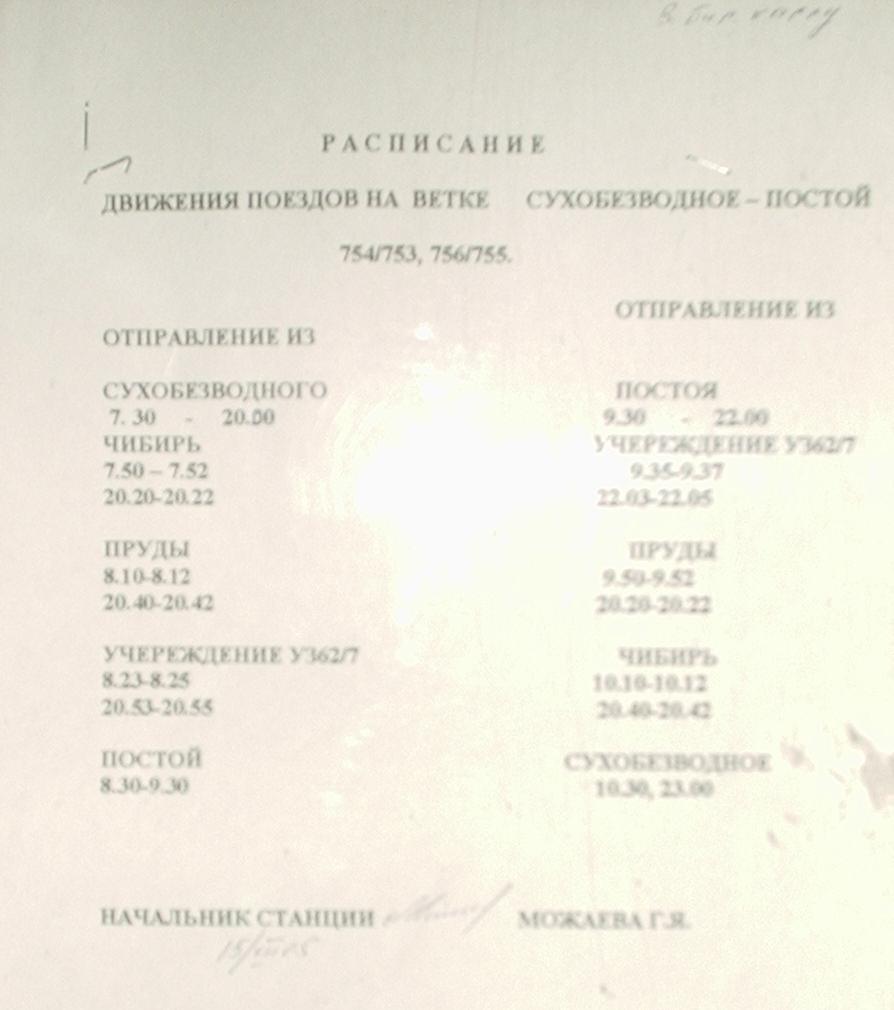 РАСПИСАНИЕ
ДВИЖЕНИЯ ПОЕЗДОВ НА ВЕТКЕ СУХОБЕЗВОДНОЕ – ПОСТОЙ
754/753, 756/755.
ОТПРАВЛЕНИЕ ИЗ
СУХОБЕЗВОДНОГО
7. 30 - 20.00
ЧИБИРЬ
7.50 – 7.52
20.20-20.22
ПРУДЫ
8.10-8.12
20.40-20.42
УЧЕРЕЖДЕНИЕ УЗ62/7
8.23-8.25
20.53-20.55
ПОСТОЙ
8.30-9.30
ОТПРАВЛЕНИЕ ИЗ
ПОСТОЯ
9.30 - 22.00
УЧЕРЕЖДЕНИЕ УЗ62/7
9.35-9.37
22.03-22.05
ПРУДЫ
9.50-9.52
20.20-20.22
ЧИБИРЬ
10.10-10.12
20.40-20.42
СУХОБЕЗВОДНОЕ
10.30, 23.00
НАЧАЛЬНИК СТАНЦИИ МОЖАЕВА Г.Я.